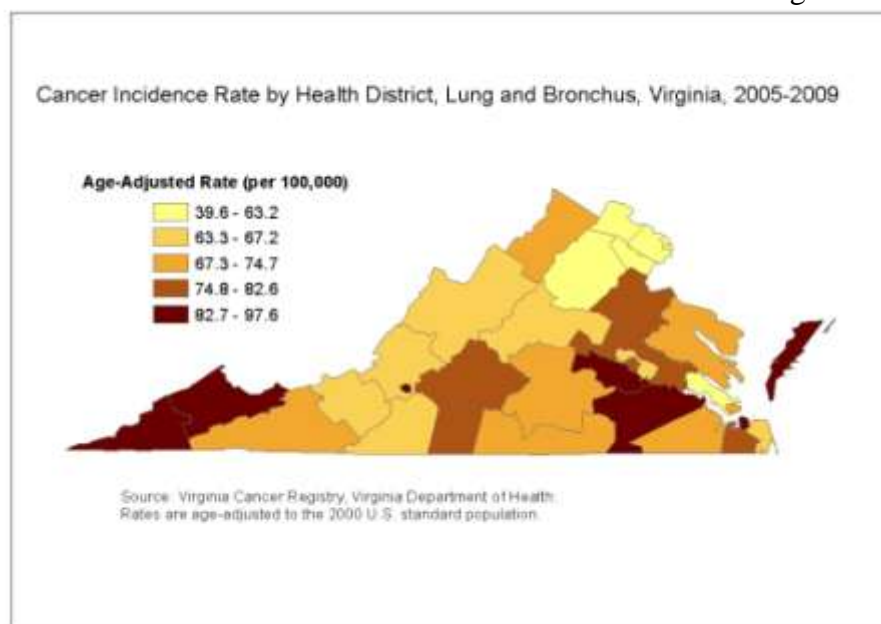 Cancer Incidence Rate by Health District, Lung and Bronchus, Virginia, 2005-2009
Age-Adjusted Rate (per 100,000)
39.6 - 63.2
63.3 - 67.2
67.3 - 74.7
74.8 - 82.6
82.7 - 97.6
Source: Virginia Cancer Registry, Virginia Department of Health
Rates are age-adjusted to the 2000 U.S. standard population.